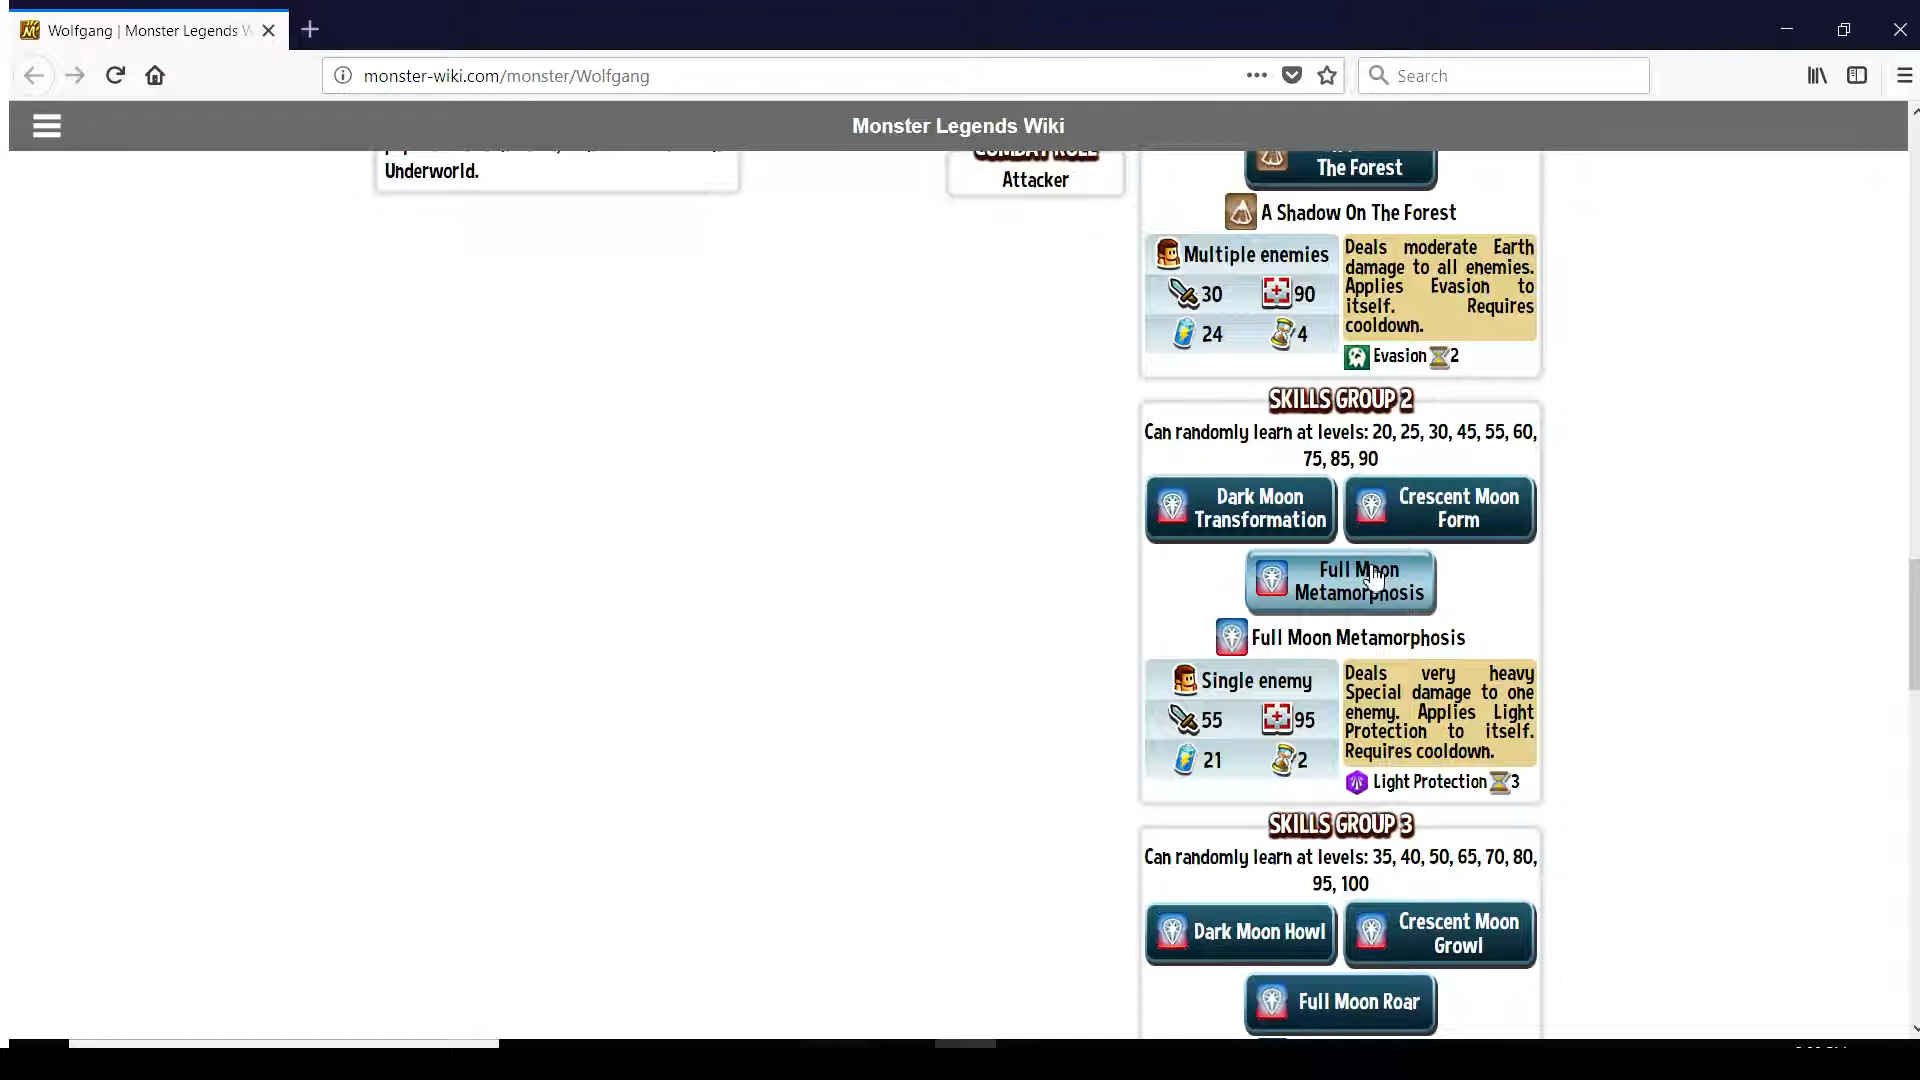 Wolfgang | Monster Legends W
monster-wiki.com/monster/Wolfgang
Search
Monster Legends Wiki
Underworld.
COMBAT ROLE
Attacker
The Forest
A Shadow On The Forest
Multiple enemies
30
90
24
4
Deals moderate Earth
damage to all enemies.
Applies Evasion to
itself. Requires
cooldown.
Evasion 2
SKILLS GROUP 2
Can randomly learn at levels: 20, 25, 30, 45, 55, 60,
75, 85, 90
Dark Moon
Transformation
Crescent Moon
Form
Full Moon
Metamorphosis
Full Moon Metamorphosis
Single enemy
55
95
21
2
Deals very heavy
Special damage to one
enemy. Applies Light
Protection to itself.
Requires cooldown.
Light Protection 3
SKILLS GROUP 3
Can randomly learn at levels: 35, 40, 50, 65, 70, 80,
95, 100
Dark Moon Howl
Crescent Moon
Growl
Full Moon Roar